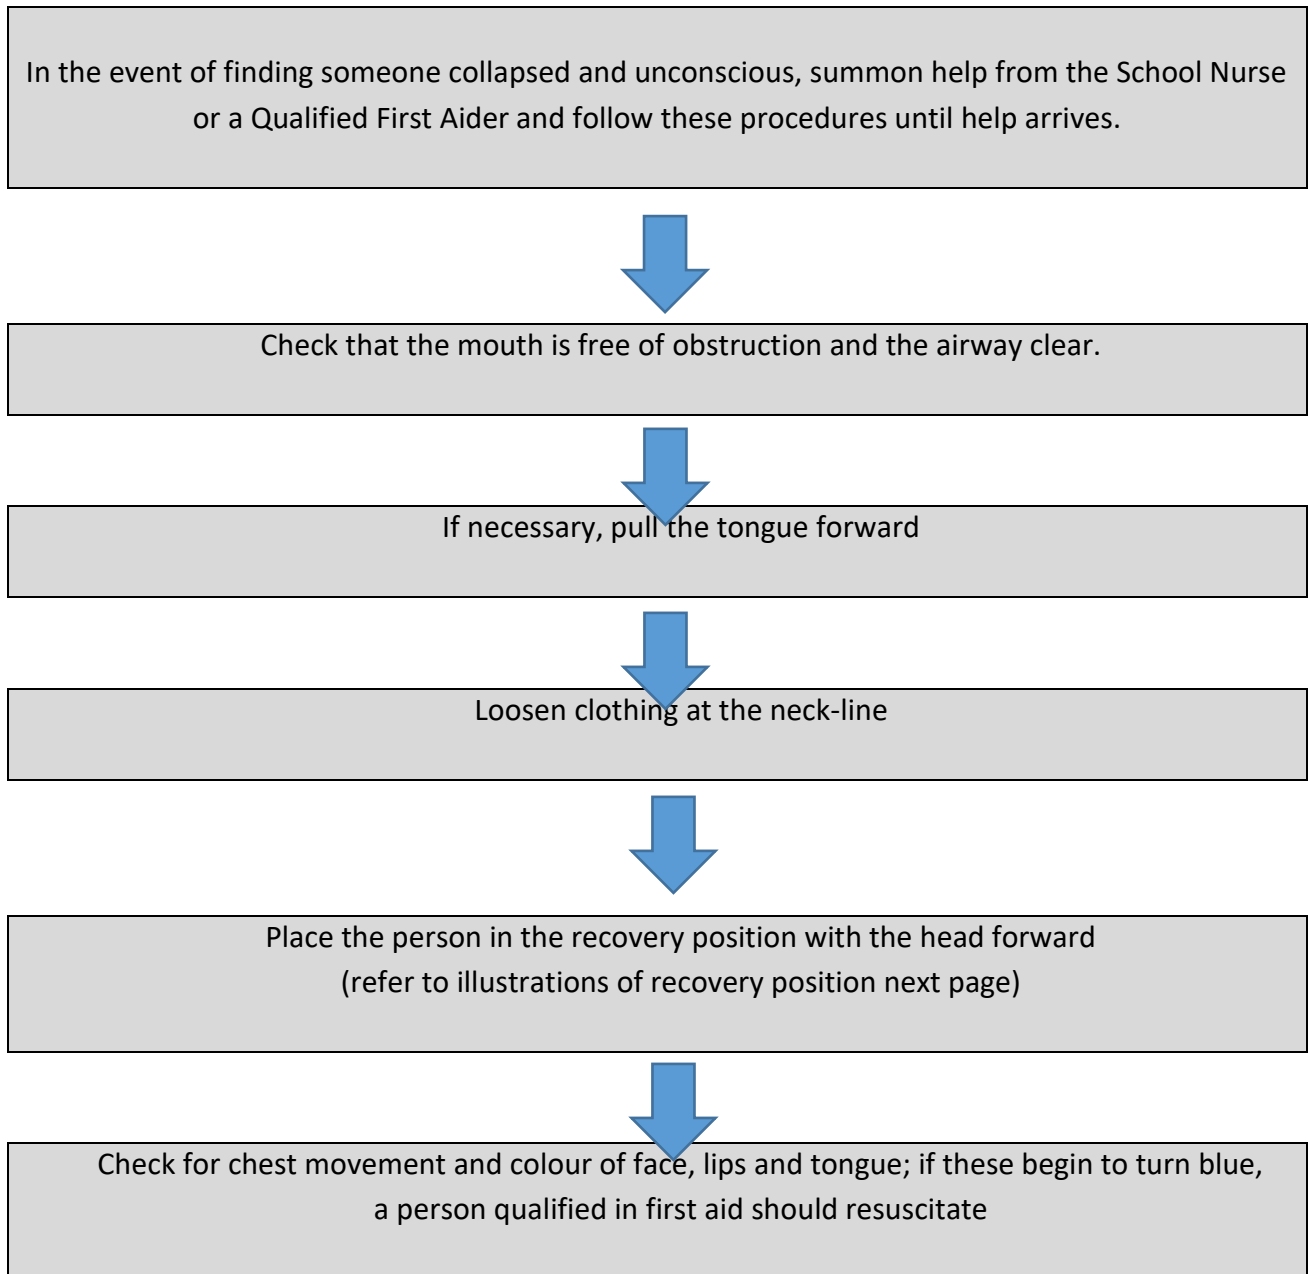 In the event of finding someone collapsed and unconscious, summon help from the School Nurse
or a Qualified First Aider and follow these procedures until help arrives.
Check that the mouth is free of obstruction and the airway clear.
If necessary, pull the tongue forward
Loosen clothing at the neck-line
Place the person in the recovery position with the head forward
(refer to illustrations of recovery position next page)
Check for chest movement and colour of face, lips and tongue; if these begin to turn blue,
a person qualified in first aid should resuscitate